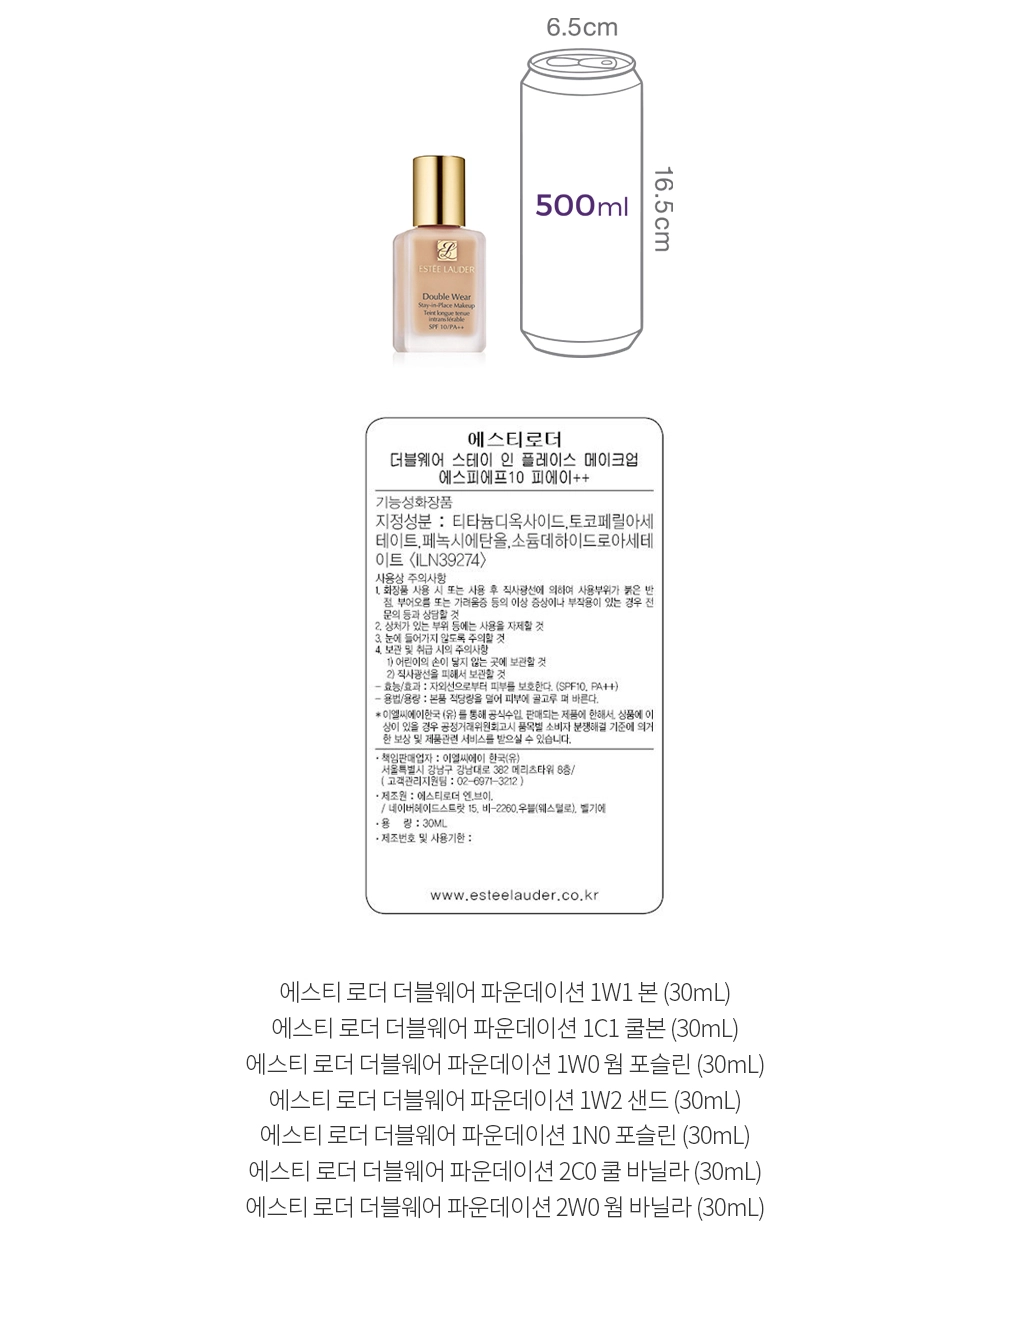 6.5cm
500ml
16.5cm
ESTĒE LAUDER
Double Wear
Stay-in-Place Makeup
Teint longue tenue
intransférable
SPF 10/PA++
에스티로더
더블웨어 스테이 인 플레이스 메이크업
에스피에프10 피에이++
기능성화장품
지정성분 : 티타늄디옥사이드,토코페릴아세
테이트,페녹시에탄올,소듐데하이드로아세테
이트 <ILN39274>
사용상 주의사항
1. 화장품 사용 시 또는 사용 후 직사광선에 의하여 사용부위가 붉은 반
점, 부어오름 또는 가려움증 등의 이상 증상이나 부작용이 있는 경우 전
문의 등과 상담할 것
2. 상처가 있는 부위 등에는 사용을 자제할 것
3. 눈에 들어가지 않도록 주의할 것
4. 보관 및 취급 시의 주의사항
1) 어린이의 손이 닿지 않는 곳에 보관할 것
2) 직사광선을 피해서 보관할 것
- 효능/효과 : 자외선으로부터 피부를 보호한다. (SPF10, PA++)
- 용법/용량 : 본품 적당량을 덜어 피부에 골고루 펴 바른다.
* 이엘씨에이한국 (유) 를 통해 공식수입, 판매되는 제품에 한해서, 상품에 이
상이 있을 경우 공정거래위원회고시 품목별 소비자 분쟁해결 기준에 의거
한 보상 및 제품관련 서비스를 받으실 수 있습니다.
· 책임판매업자 : 이엘씨에이 한국(유)
서울특별시 강남구 강남대로 382 메리츠타워 8층/
( 고객관리지원팀 : 02-6971-3212 )
· 제조원 : 에스티로더 엔.브이.
/ 네이버헤이드스트랏 15, 비-2260,우블(웨스털로), 벨기에
· 용 량 : 30ML
· 제조번호 및 사용기한 :
www.esteelauder.co.kr
에스티 로더 더블웨어 파운데이션 1W1 본 (30mL)
에스티 로더 더블웨어 파운데이션 1C1 쿨본 (30mL)
에스티 로더 더블웨어 파운데이션 1W0 웜 포슬린 (30mL)
에스티 로더 더블웨어 파운데이션 1W2 샌드 (30mL)
에스티 로더 더블웨어 파운데이션 1N0 포슬린 (30mL)
에스티 로더 더블웨어 파운데이션 2C0 쿨 바닐라 (30mL)
에스티 로더 더블웨어 파운데이션 2W0 웜 바닐라 (30mL)